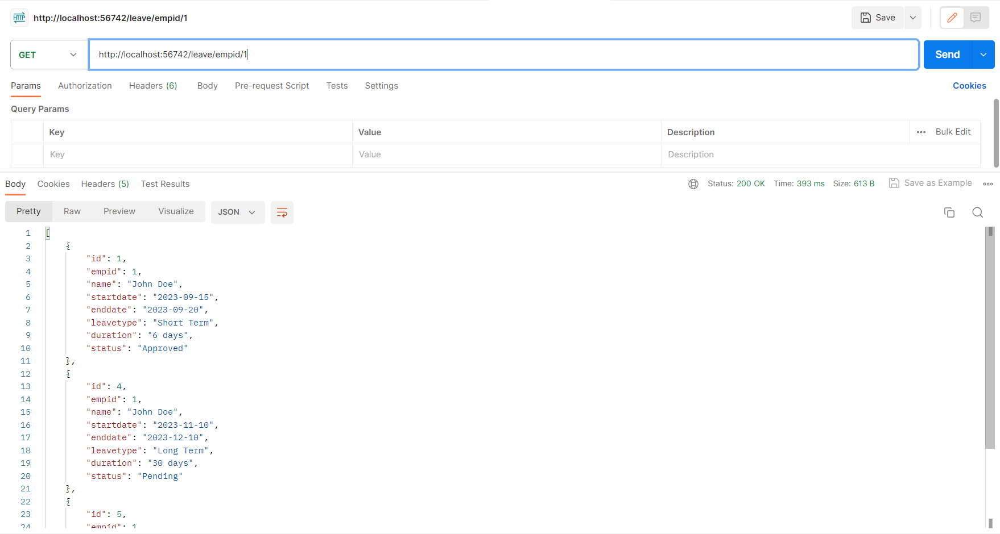 HTTP http://localhost:56742/leave/empid/1 Save
GET http://localhost:56742/leave/empid/1 Send
Params Authorization Headers (6) Body Pre-request Script Tests Settings Cookies
Query Params
Key Value Description ••• Bulk Edit
Key Value Description
Body Cookies Headers (5) Test Results Status: 200 OK Time: 393 ms Size: 613 B Save as Example
Pretty Raw Preview Visualize JSON
1 [
2 {
3 "id": 1,
4 "empid": 1,
5 "name": "John Doe",
6 "startdate": "2023-09-15",
7 "enddate": "2023-09-20",
8 "leavetype": "Short Term",
9 "duration": "6 days",
10 "status": "Approved"
11 },
12 {
13 "id": 4,
14 "empid": 1,
15 "name": "John Doe",
16 "startdate": "2023-11-10",
17 "enddate": "2023-12-10",
18 "leavetype": "Long Term",
19 "duration": "30 days",
20 "status": "Pending"
21 },
22 {
23 "id": 5,
24 "empid": 1